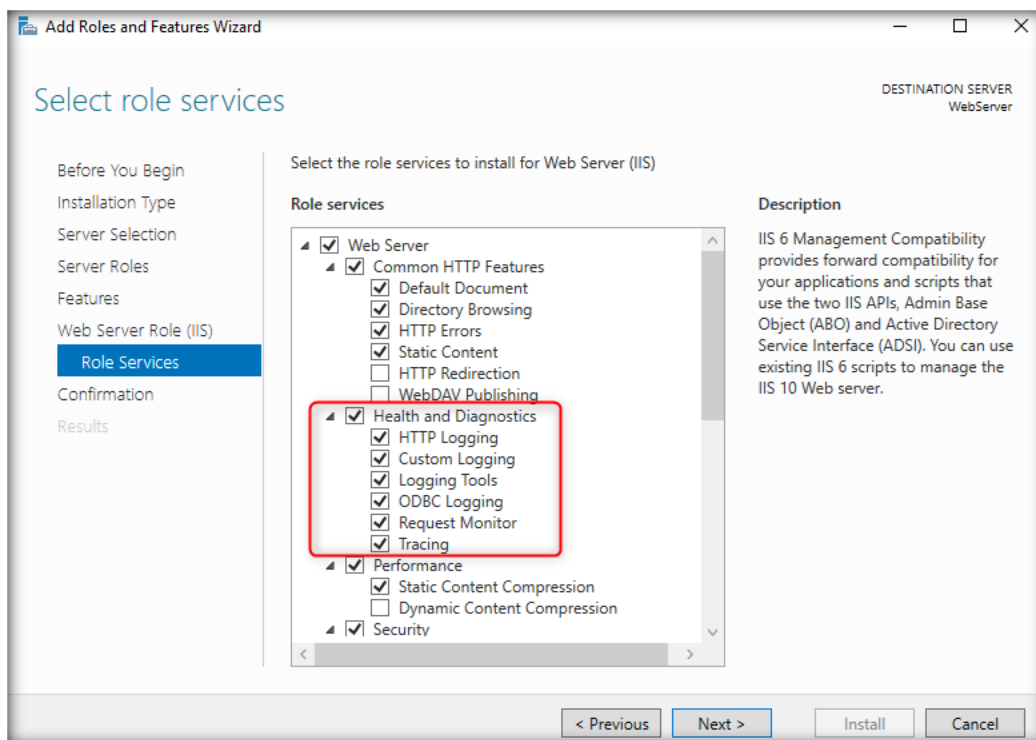 Add Roles and Features Wizard
Select role services
DESTINATION SERVER
WebServer
Before You Begin
Installation Type
Server Selection
Server Roles
Features
Web Server Role (IIS)
Role Services
Confirmation
Results
Select the role services to install for Web Server (IIS)
Role services
Web Server
Common HTTP Features
Default Document
Directory Browsing
HTTP Errors
Static Content
HTTP Redirection
WebDAV Publishing
Health and Diagnostics
HTTP Logging
Custom Logging
Logging Tools
ODBC Logging
Request Monitor
Tracing
Performance
Static Content Compression
Dynamic Content Compression
Security
Description
IIS 6 Management Compatibility
provides forward compatibility for
your applications and scripts that
use the two IIS APIs, Admin Base
Object (ABO) and Active Directory
Service Interface (ADSI). You can use
existing IIS 6 scripts to manage the
IIS 10 Web server.
< Previous
Next >
Install
Cancel